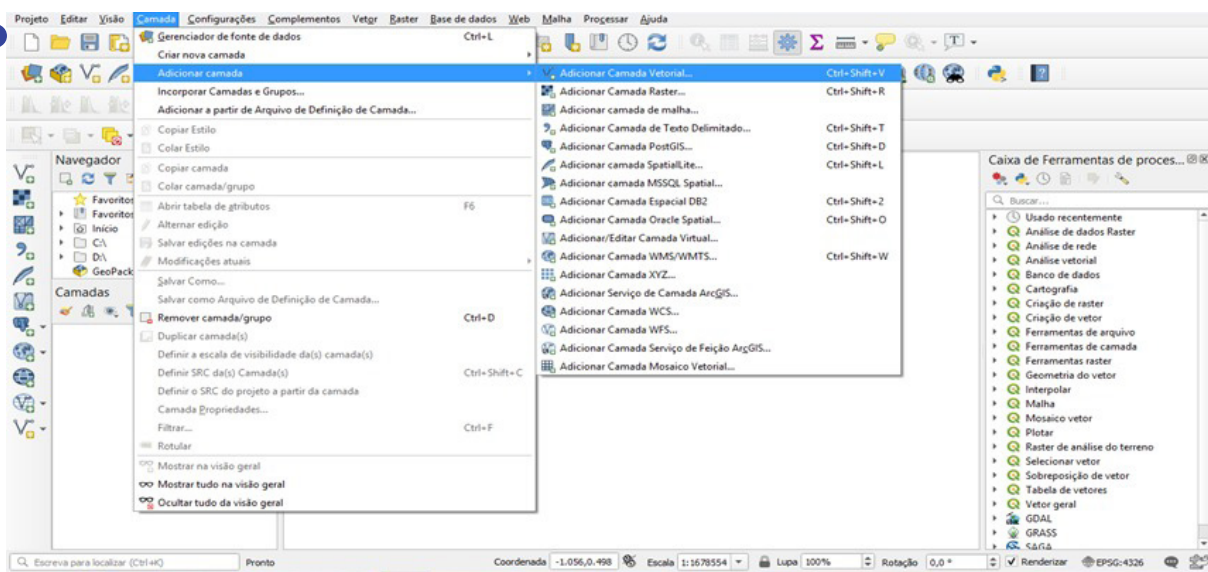 Projeto Editar Visão Camada Configurações Complementos Vetor Raster Base de dados Web Malha Processar Ajuda
Gerenciador de fonte de dados Ctrl+L
Criar nova camada
Adicionar camada
Incorporar Camadas e Grupos...
Adicionar a partir de Arquivo de Definição de Camada...
Copiar Estilo
Colar Estilo
Copiar camada
Colar camada/grupo
Abrir tabela de atributos F6
Alternar edição
Salvar edições na camada
Modificações atuais
Salvar Como...
Salvar como Arquivo de Definição de Camada...
Remover camada/grupo Ctrl+D
Duplicar camada(s)
Definir a escala de visibilidade da(s) camada(s)
Definir SRC da(s) Camada(s) Ctrl+Shift+C
Definir o SRC do projeto a partir da camada
Camada Propriedades...
Filtrar... Ctrl+F
Rotular
Mostrar na visão geral
Mostrar tudo na visão geral
Ocultar tudo da visão geral
Adicionar Camada Vetorial... Ctrl+Shift+V
Adicionar Camada Raster... Ctrl+Shift+R
Adicionar camada de malha...
Adicionar Camada de Texto Delimitado... Ctrl+Shift+T
Adicionar Camada PostGIS... Ctrl+Shift+D
Adicionar camada SpatiaLite... Ctrl+Shift+L
Adicionar camada MSSQL Spatial...
Adicionar Camada Espacial DB2 Ctrl+Shift+2
Adicionar Camada Oracle Spatial... Ctrl+Shift+O
Adicionar/Editar Camada Virtual...
Adicionar Camada WMS/WMTS... Ctrl+Shift+W
Adicionar Camada XYZ...
Adicionar Serviço de Camada ArcGIS...
Adicionar Camada WCS...
Adicionar Camada WFS...
Adicionar Camada Serviço de Feição ArcGIS...
Adicionar Camada Mosaico Vetorial...
Navegador
Favoritos
Favoritos
Início
C:\
D:\
GeoPack
Camadas
Caixa de Ferramentas de proces...
Buscar...
Usado recentemente
Análise de dados Raster
Análise de rede
Análise vetorial
Banco de dados
Cartografia
Criação de raster
Criação de vetor
Ferramentas de arquivo
Ferramentas de camada
Ferramentas raster
Geometria do vetor
Interpolar
Malha
Mosaico vetor
Plotar
Raster de análise do terreno
Selecionar vetor
Sobreposição de vetor
Tabela de vetores
Vetor geral
GDAL
GRASS
SAGA
Escreva para localizar (Ctrl+K) Pronto Coordenada -1.056,0.498 Escala 1:1678554 Lupa 100% Rotação 0,0 ° Renderizar EPSG:4326